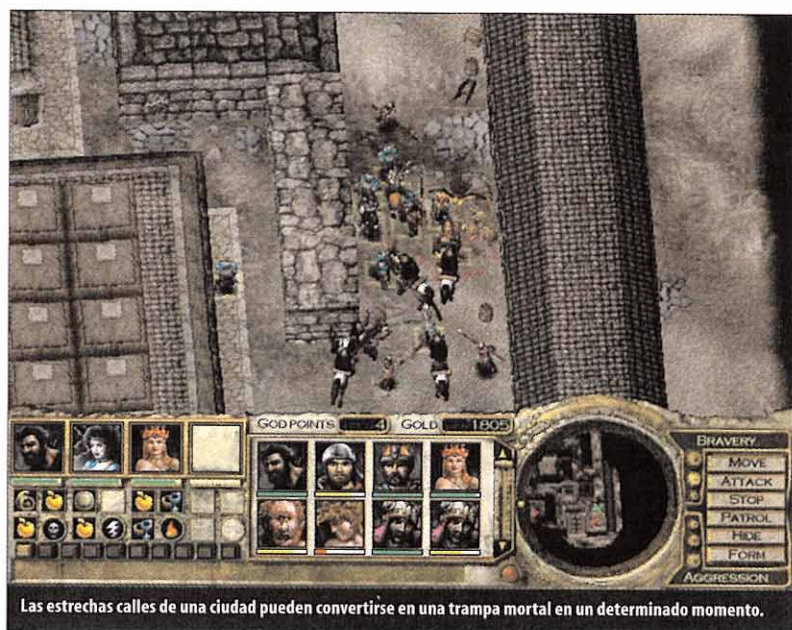 GOD POINTS 4 GOLD 1805
BRAVERY
MOVE
ATTACK
STOP
PATROL
HIDE
FORM
AGGRESSION
Las estrechas calles de una ciudad pueden convertirse en una trampa mortal en un determinado momento.